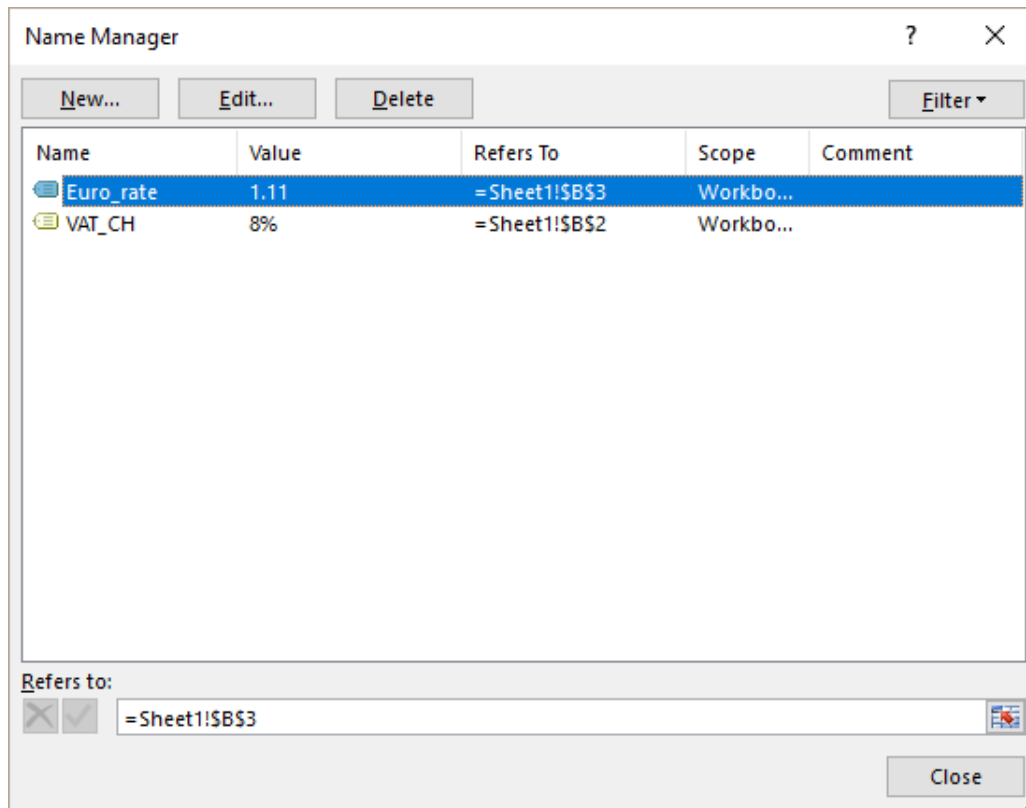 Name Manager ?
New... Edit... Delete Filter
Name Value Refers To Scope Comment
Euro_rate 1.11 =Sheet1!$B$3 Workbo...
VAT_CH 8% =Sheet1!$B$2 Workbo...
Refers to:
=Sheet1!$B$3
Close